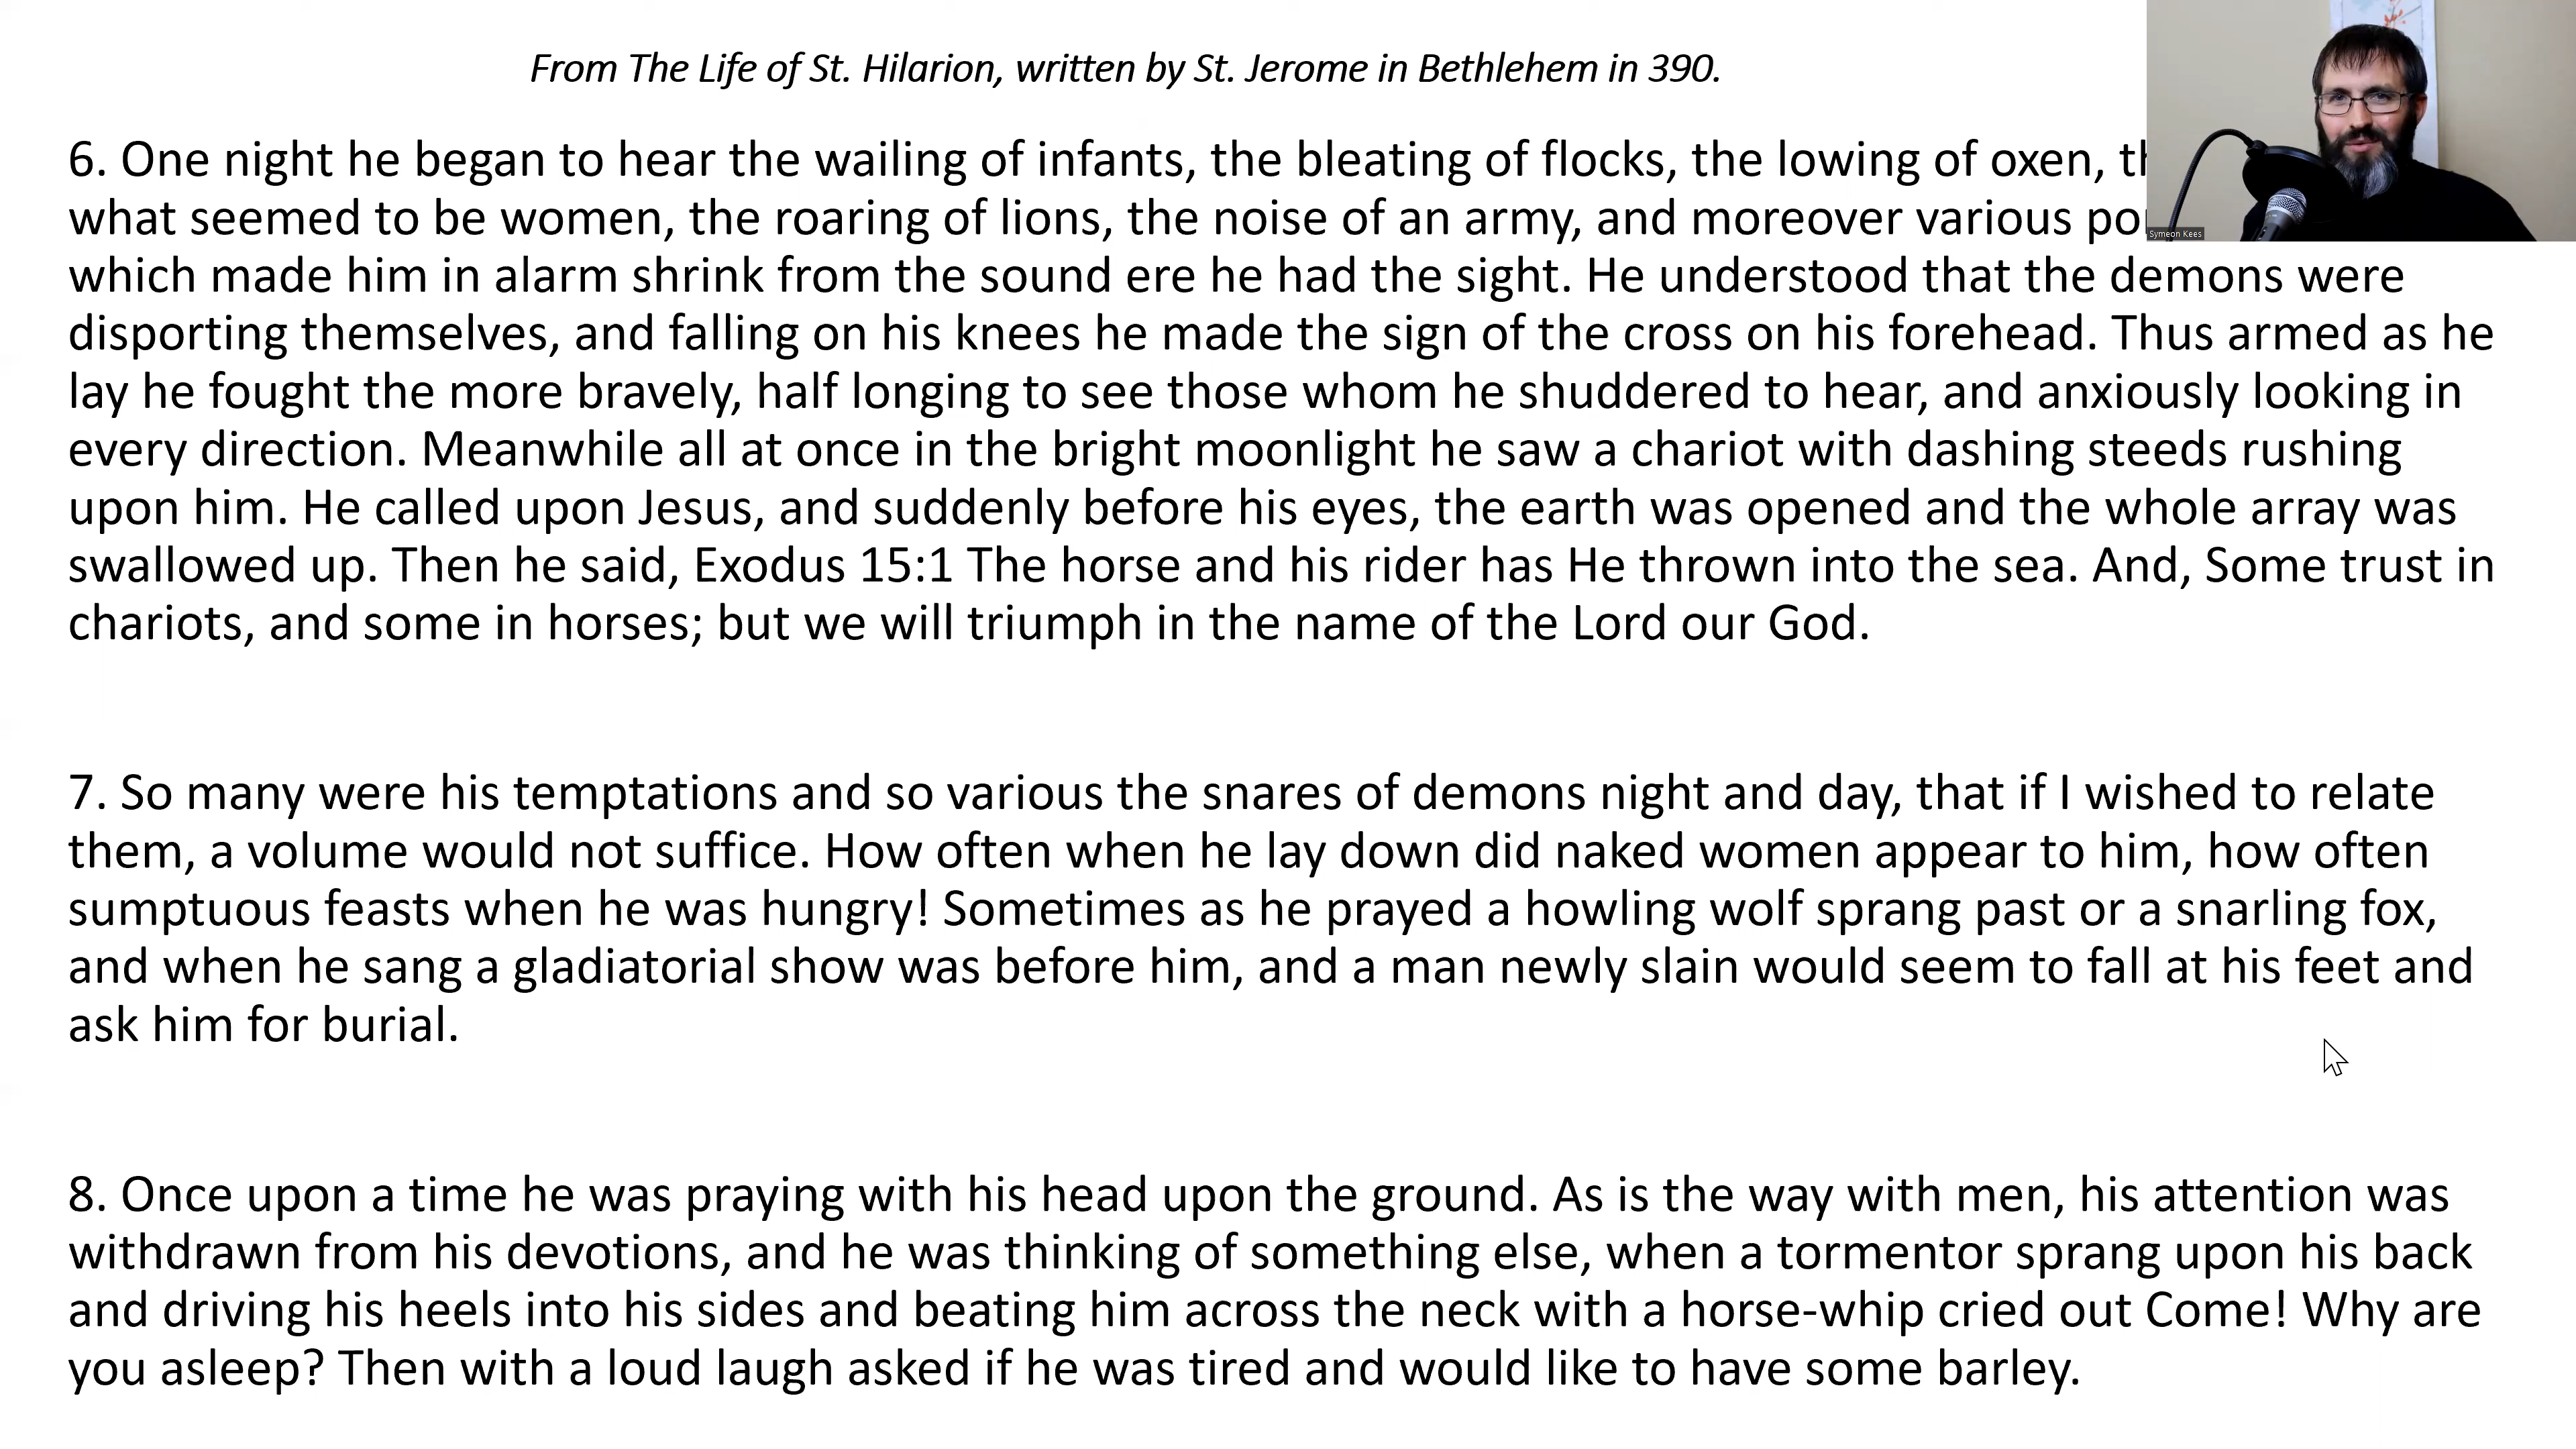 From The Life of St. Hilarion, written by St. Jerome in Bethlehem in 390.
6. One night he began to hear the wailing of infants, the bleating of flocks, the lowing of oxen,
what seemed to be women, the roaring of lions, the noise of an army, and moreover various
which made him in alarm shrink from the sound ere he had the sight. He understood that the demons were
disporting themselves, and falling on his knees he made the sign of the cross on his forehead. Thus armed as he
lay he fought the more bravely, half longing to see those whom he shuddered to hear, and anxiously looking in
every direction. Meanwhile all at once in the bright moonlight he saw a chariot with dashing steeds rushing
upon him. He called upon Jesus, and suddenly before his eyes, the earth was opened and the whole array was
swallowed up. Then he said, Exodus 15:1 The horse and his rider has He thrown into the sea. And, Some trust in
chariots, and some in horses; but we will triumph in the name of the Lord our God.
7. So many were his temptations and so various the snares of demons night and day, that if I wished to relate
them, a volume would not suffice. How often when he lay down did naked women appear to him, how often
sumptuous feasts when he was hungry! Sometimes as he prayed a howling wolf sprang past or a snarling fox,
and when he sang a gladiatorial show was before him, and a man newly slain would seem to fall at his feet and
ask him for burial.
8. Once upon a time he was praying with his head upon the ground. As is the way with men, his attention was
withdrawn from his devotions, and he was thinking of something else, when a tormentor sprang upon his back
and driving his heels into his sides and beating him across the neck with a horse-whip cried out Come! Why are
you asleep? Then with a loud laugh asked if he was tired and would like to have some barley.
Symeon Kees